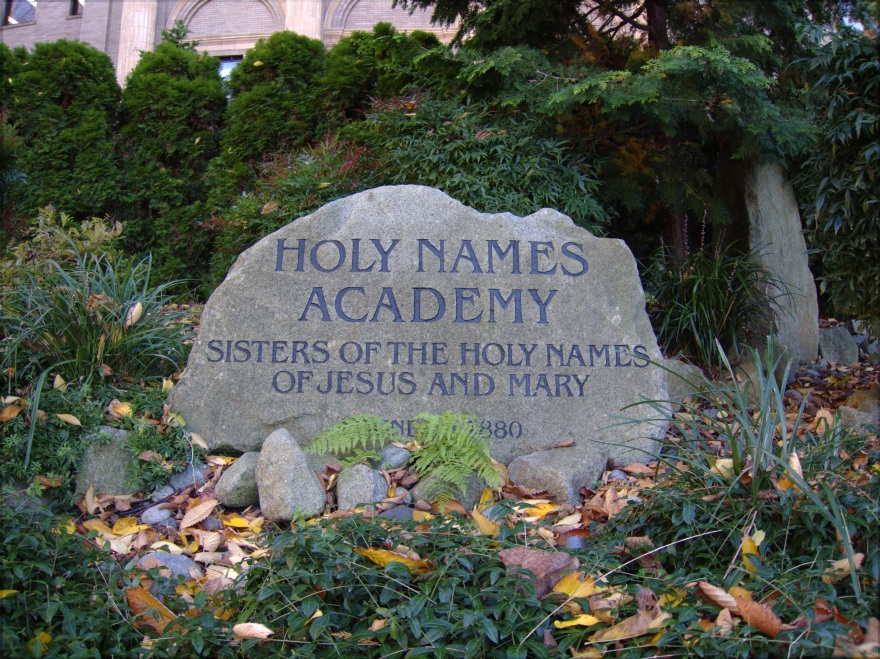 HOLY NAMES
ACADEMY
SISTERS OF THE HOLY NAMES
OF JESUS AND MARY